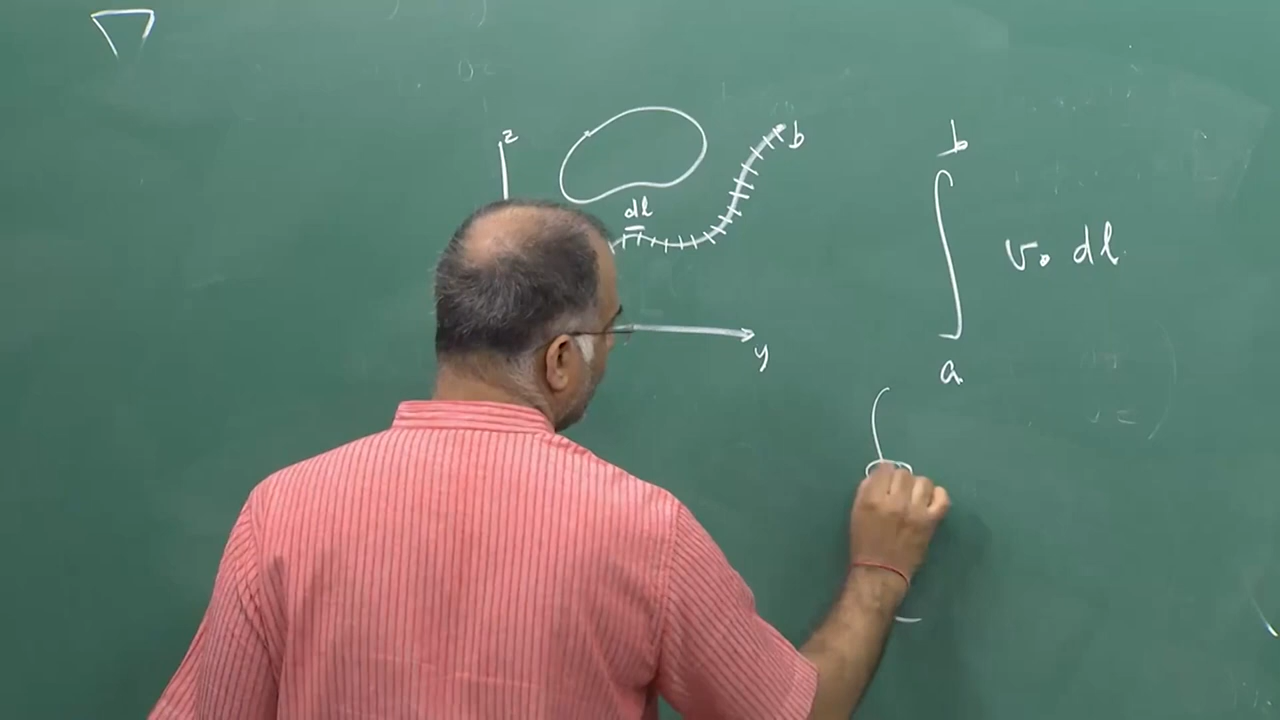 ∇
z
b
dl
y
b
∫ v. dl
a
∮